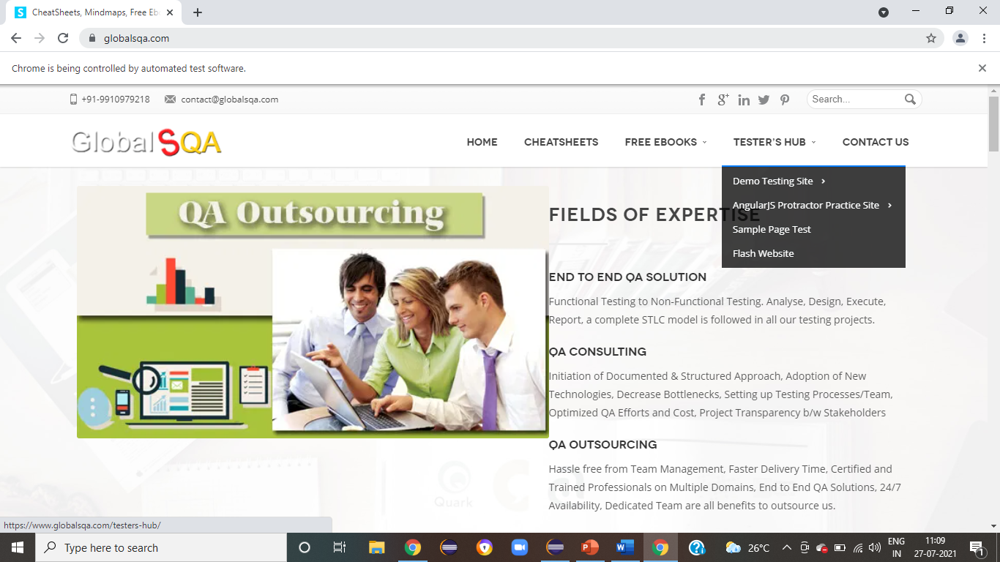 CheatSheets, Mindmaps, Free Eb
globalsqa.com
Chrome is being controlled by automated test software.
+91-9910979218 contact@globalsqa.com
Search...
GlobalSQA
HOME CHEATSHEETS FREE EBOOKS TESTER'S HUB CONTACT US
Demo Testing Site
AngularJS Protractor Practice Site
Sample Page Test
Flash Website
QA Outsourcing
FIELDS OF EXPERTISE
END TO END QA SOLUTION
Functional Testing to Non-Functional Testing. Analyse, Design, Execute,
Report, a complete STLC model is followed in all our testing projects.
QA CONSULTING
Initiation of Documented & Structured Approach, Adoption of New
Technologies, Decrease Bottlenecks, Setting up Testing Processes/Team,
Optimized QA Efforts and Cost, Project Transparency b/w Stakeholders
QA OUTSOURCING
Hassle free from Team Management, Faster Delivery Time, Certified and
Trained Professionals on Multiple Domains, End to End QA Solutions, 24/7
Availability, Dedicated Team are all benefits to outsource us.
Quark
https://www.globalsqa.com/testers-hub/
Type here to search
26°C
ENG
IN
11:09
27-07-2021
1